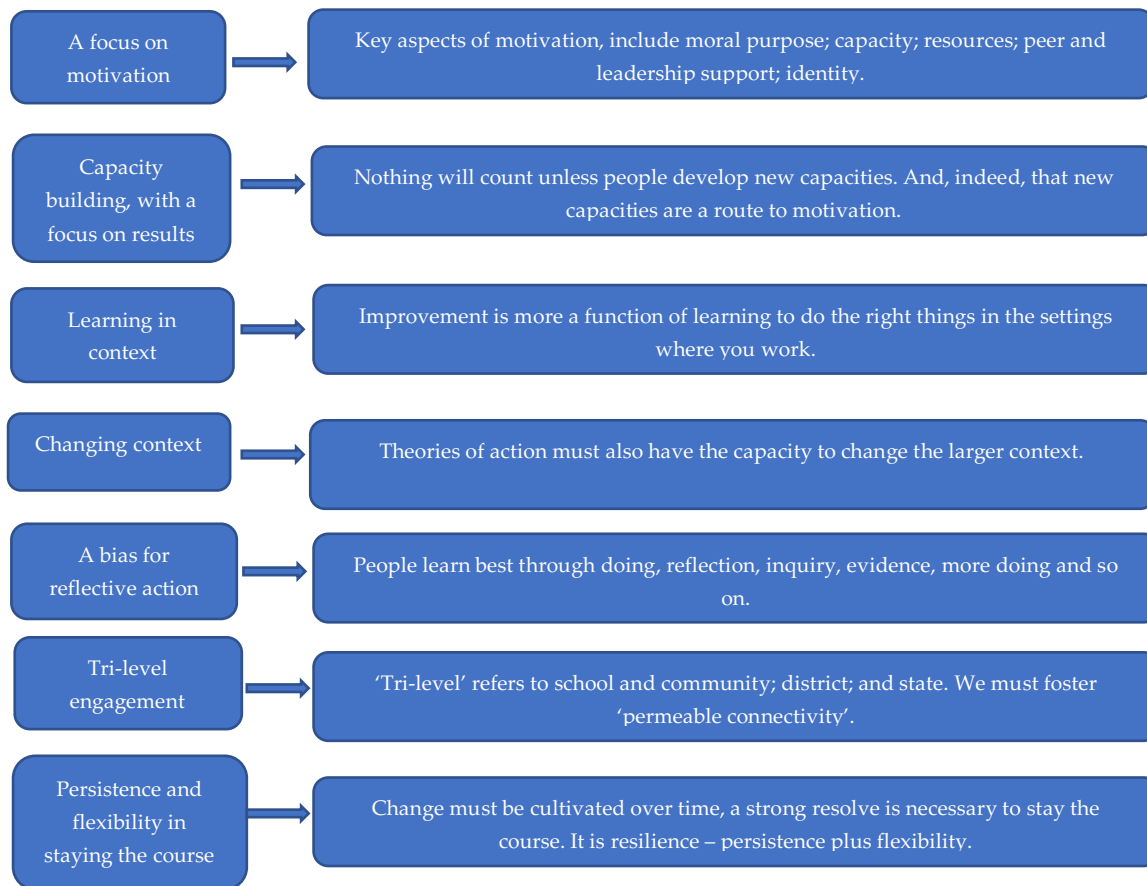 A focus on
motivation
Key aspects of motivation, include moral purpose; capacity; resources; peer and
leadership support; identity.
Capacity
building, with a
focus on results
Nothing will count unless people develop new capacities. And, indeed, that new
capacities are a route to motivation.
Learning in
context
Improvement is more a function of learning to do the right things in the settings
where you work.
Changing context
Theories of action must also have the capacity to change the larger context.
A bias for
reflective action
People learn best through doing, reflection, inquiry, evidence, more doing and so
on.
Tri-level
engagement
‘Tri-level’ refers to school and community; district; and state. We must foster
‘permeable connectivity’.
Persistence and
flexibility in
staying the course
Change must be cultivated over time, a strong resolve is necessary to stay the
course. It is resilience – persistence plus flexibility.